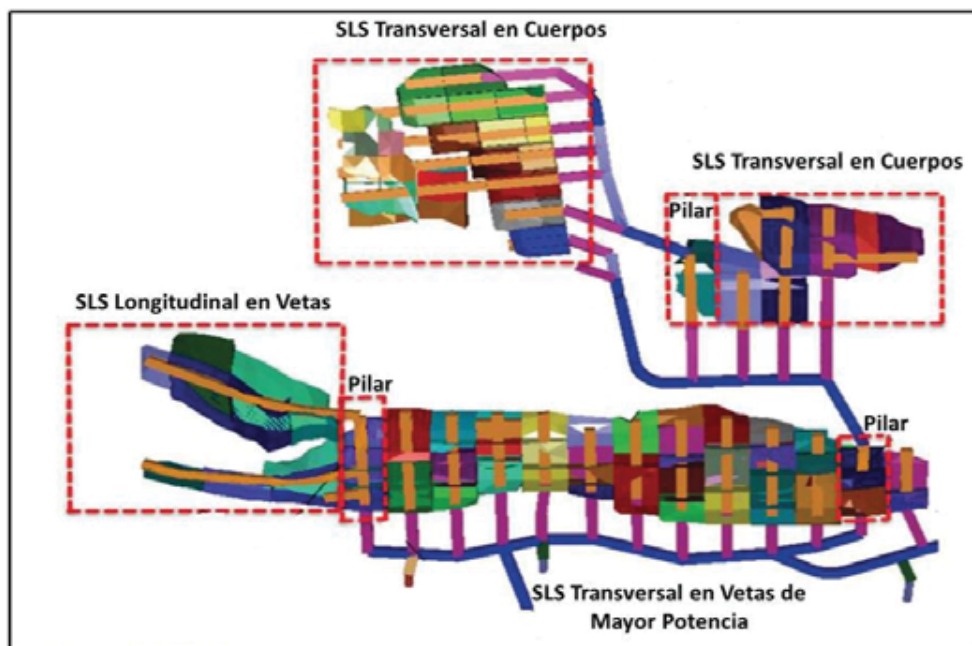 SLS Transversal en Cuerpos
SLS Transversal en Cuerpos
Pilar
SLS Longitudinal en Vetas
Pilar
Pilar
SLS Transversal en Vetas de
Mayor Potencia